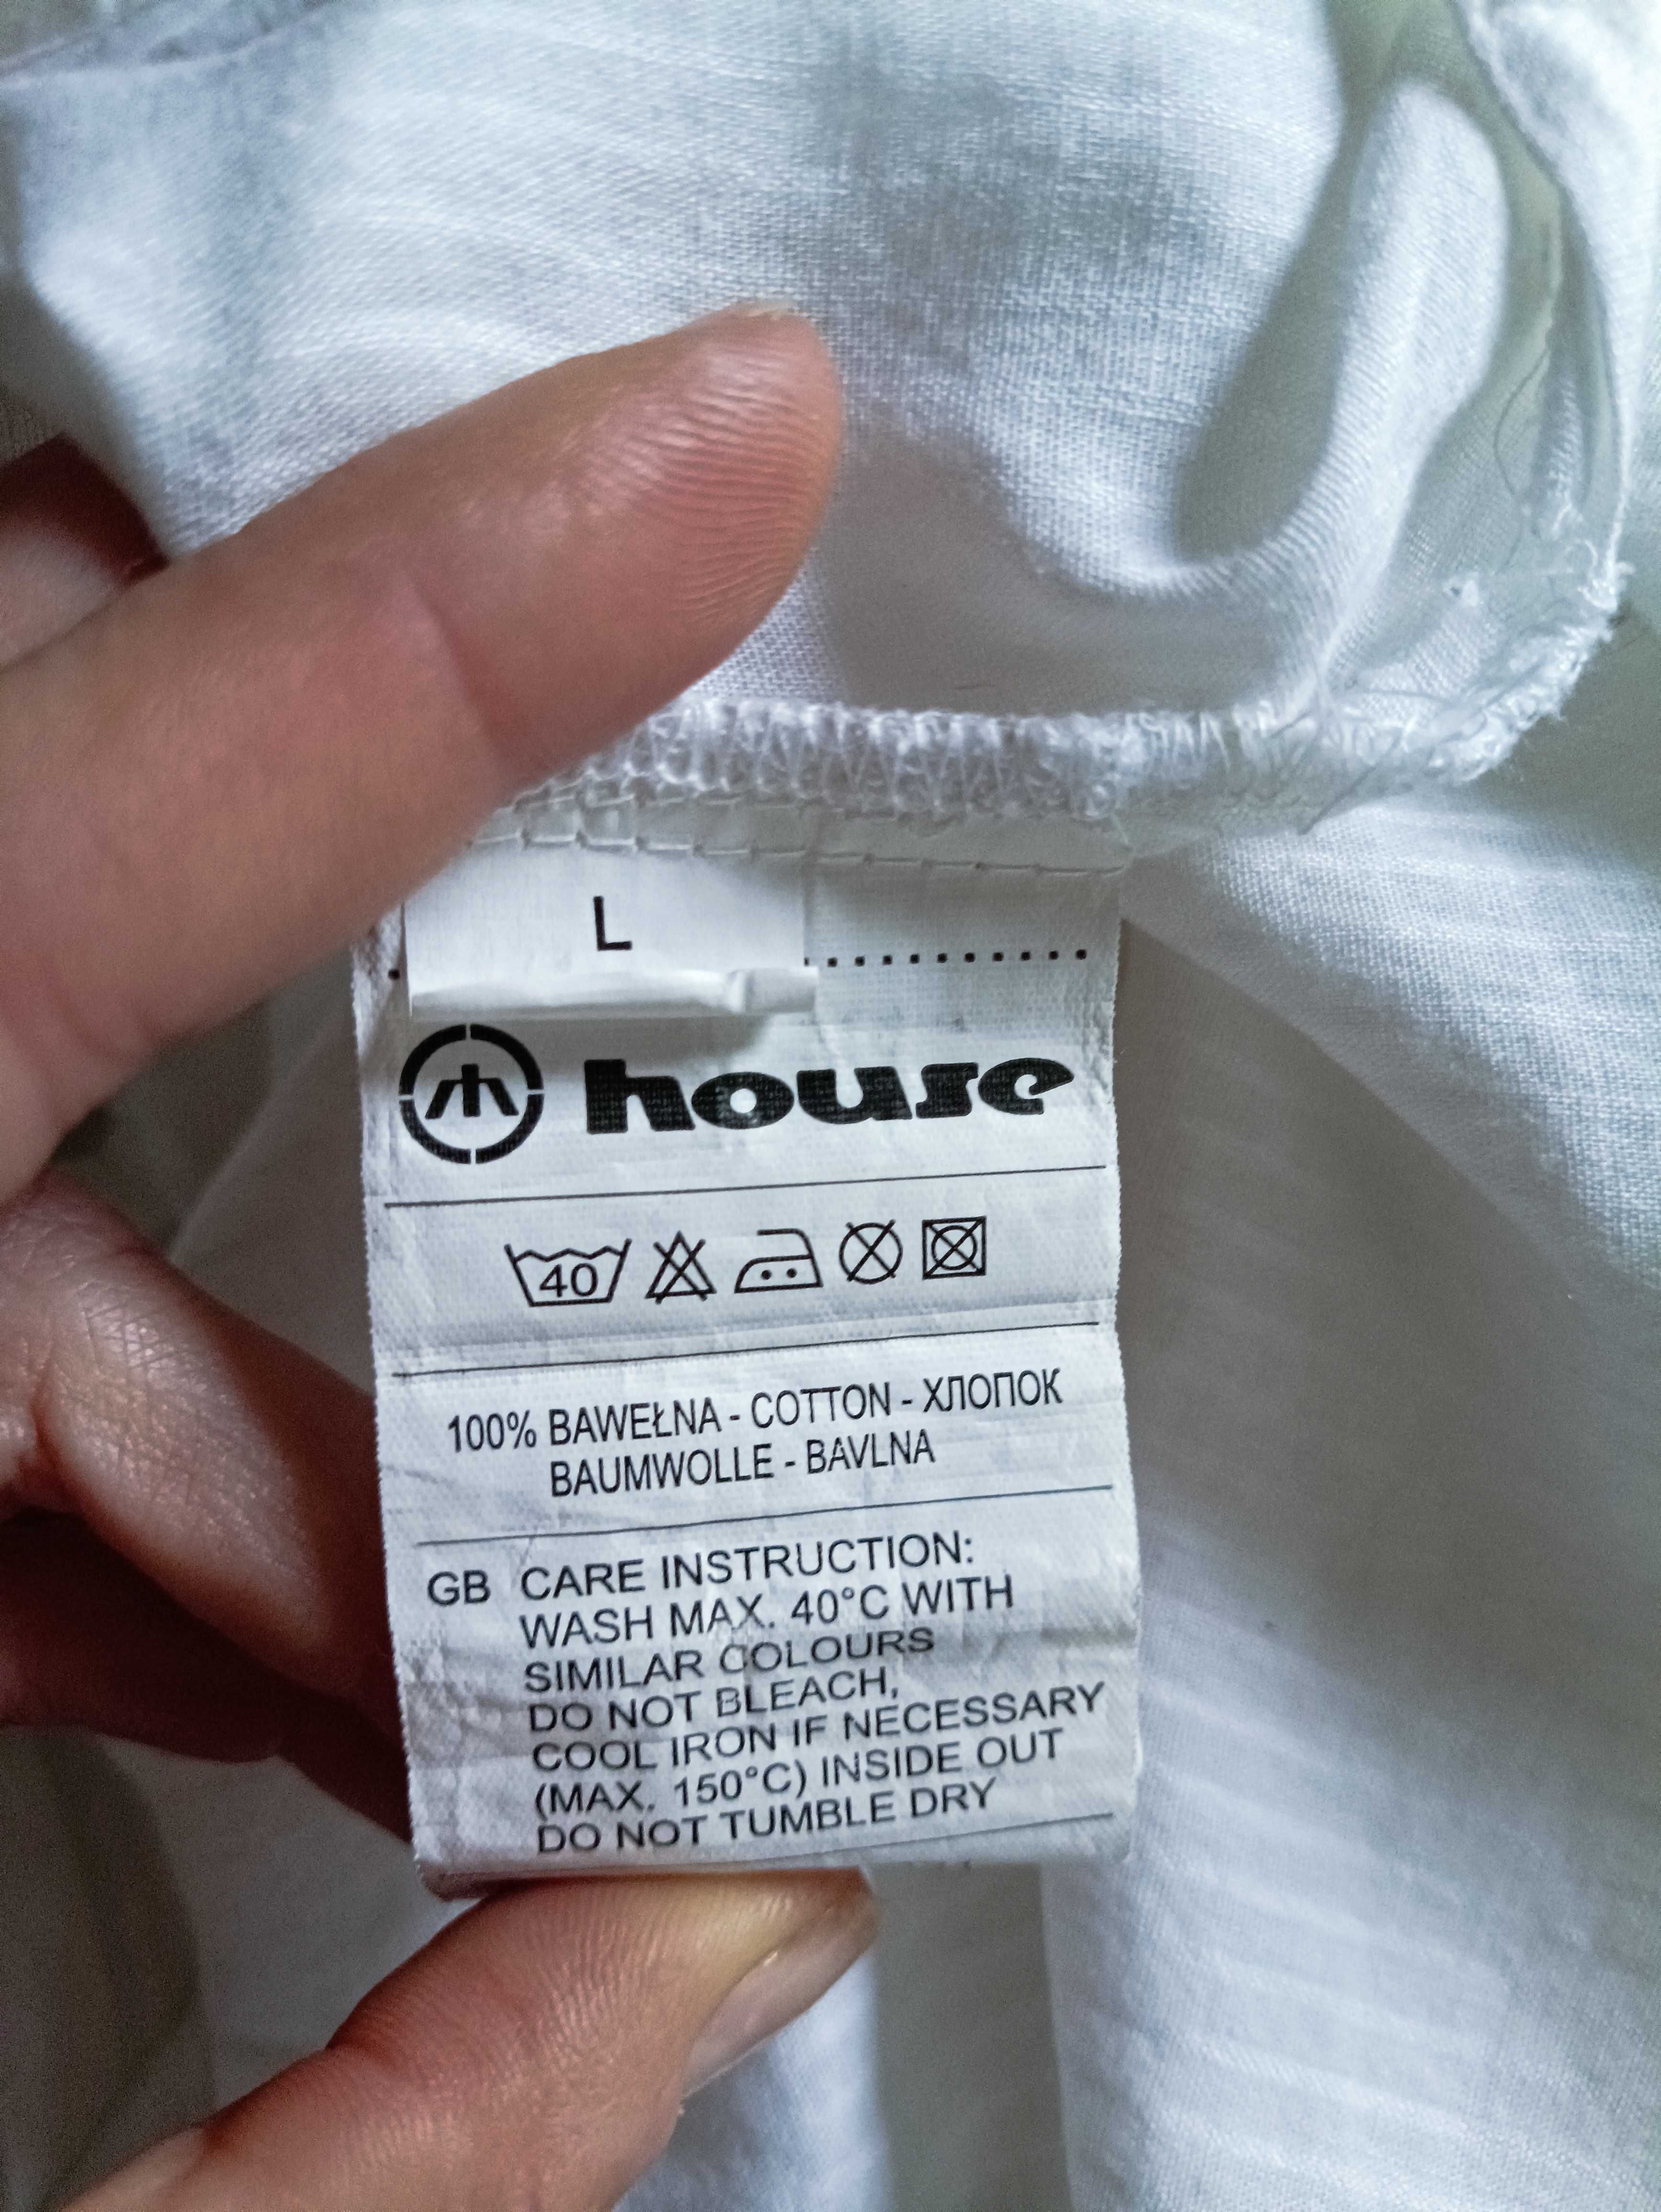 L
house
40
100% BAWEŁNA - COTTON - ХЛОПОК
BAUMWOLLE - BAVLNA
GB CARE INSTRUCTION:
WASH MAX. 40°C WITH
SIMILAR COLOURS
DO NOT BLEACH,
COOL IRON IF NECESSARY
(MAX. 150°C) INSIDE OUT
DO NOT TUMBLE DRY